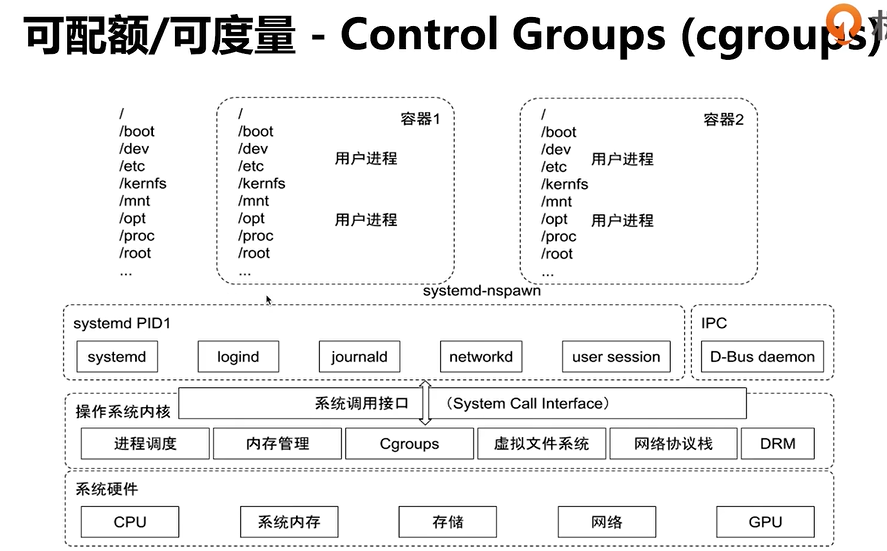 可配额/可度量 - Control Groups (cgroups)
/
/boot
/dev
/etc
/kernfs
/mnt
/opt
/proc
/root
...
容器1
/
/boot
/dev
/etc
/kernfs
/mnt
/opt
/proc
/root
...
用户进程
用户进程
容器2
/
/boot
/dev
/etc
/kernfs
/mnt
/opt
/proc
/root
...
用户进程
用户进程
systemd-nspawn
systemd PID1
systemd
logind
journald
networkd
user session
IPC
D-Bus daemon
系统调用接口 （System Call Interface）
操作系统内核
进程调度
内存管理
Cgroups
虚拟文件系统
网络协议栈
DRM
系统硬件
CPU
系统内存
存储
网络
GPU